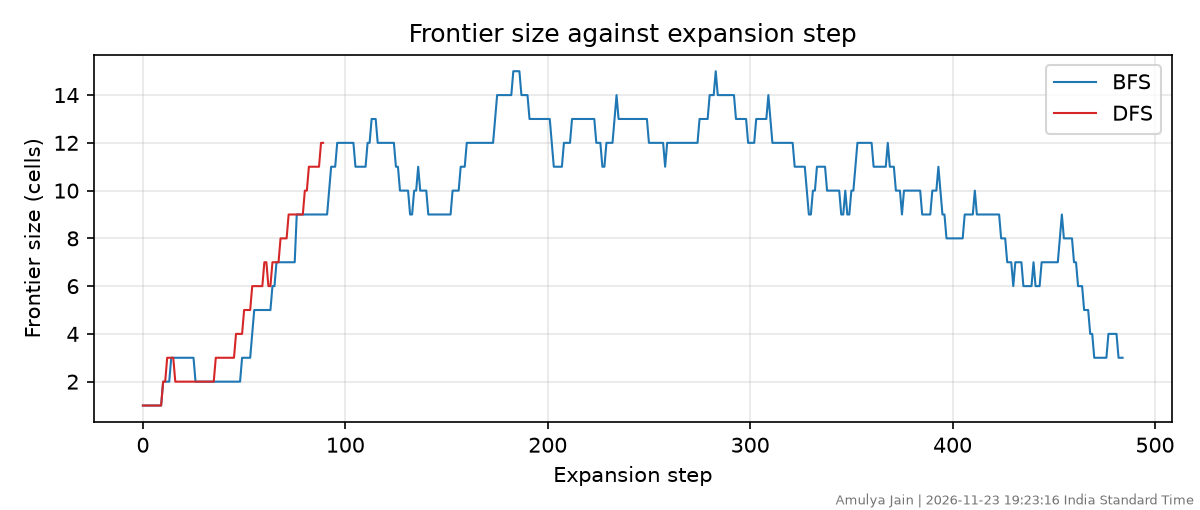 Frontier size against expansion step
Frontier size (cells)
14
12
10
8
6
4
2
BFS
DFS
0 100 200 300 400 500
Expansion step
Amulya Jain | 2026-11-23 19:23:16 India Standard Time